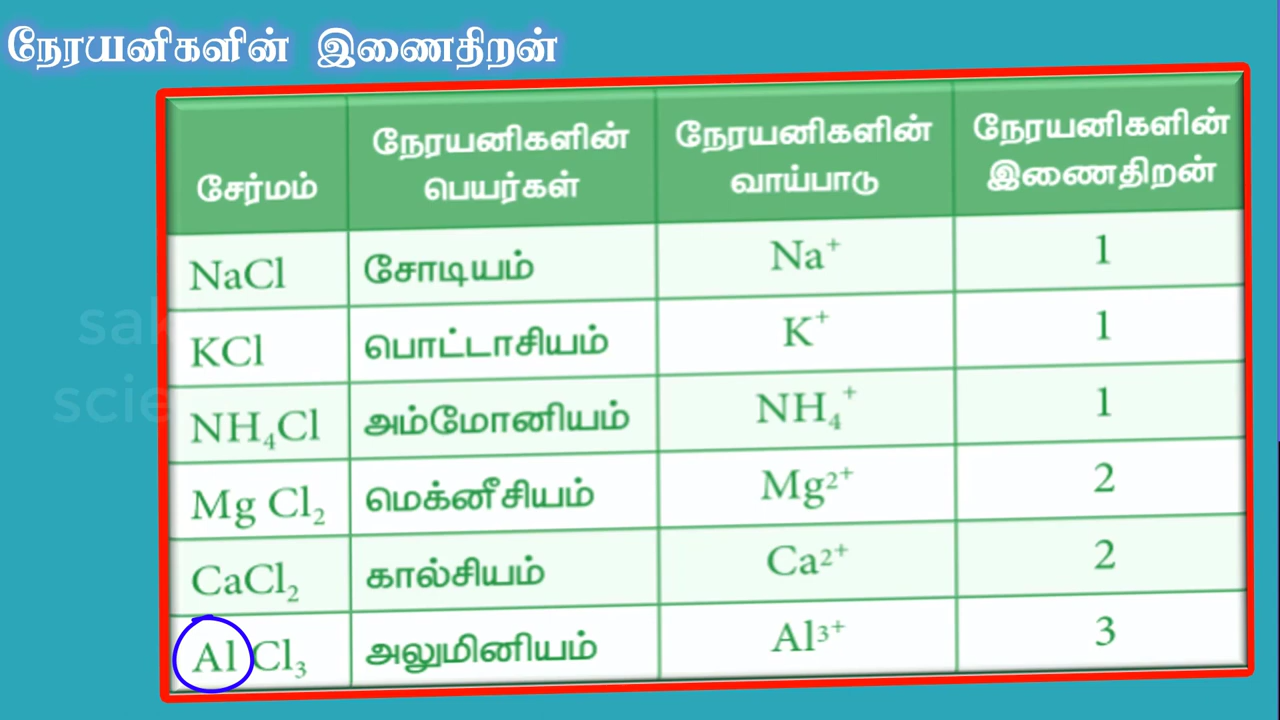 நேரயனிகளின் இணைதிறன்
சேர்மம் நேரயனிகளின் பெயர்கள் நேரயனிகளின் வாய்பாடு நேரயனிகளின் இணைதிறன்
NaCl சோடியம் Na⁺ 1
KCl பொட்டாசியம் K⁺ 1
NH₄Cl அம்மோனியம் NH₄⁺ 1
Mg Cl₂ மெக்னீசியம் Mg²⁺ 2
CaCl₂ கால்சியம் Ca²⁺ 2
AlCl₃ அலுமினியம் Al³⁺ 3